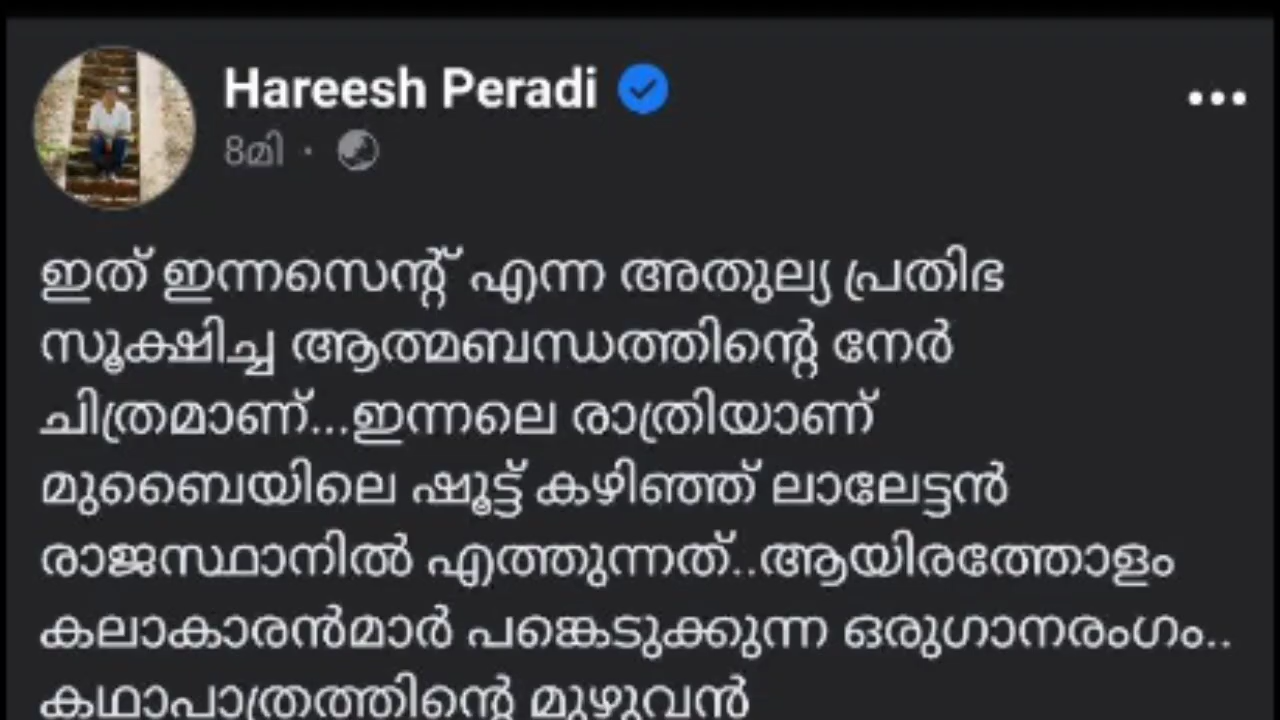 Hareesh Peradi
8മി ·
ഇത് ഇന്നസെന്റ് എന്ന അതുല്യ പ്രതിഭ
സൂക്ഷിച്ച ആത്മബന്ധത്തിന്റെ നേർ
ചിത്രമാണ്...ഇന്നലെ രാത്രിയാണ്
മുബൈയിലെ ഷൂട്ട് കഴിഞ്ഞ് ലാലേട്ടൻ
രാജസ്ഥാനിൽ എത്തുന്നത്..ആയിരത്തോളം
കലാകാരൻമാർ പങ്കെടുക്കുന്ന ഒരുഗാനരംഗം..
കഥാപാത്രത്തിന്റെ മുഴുവൻ